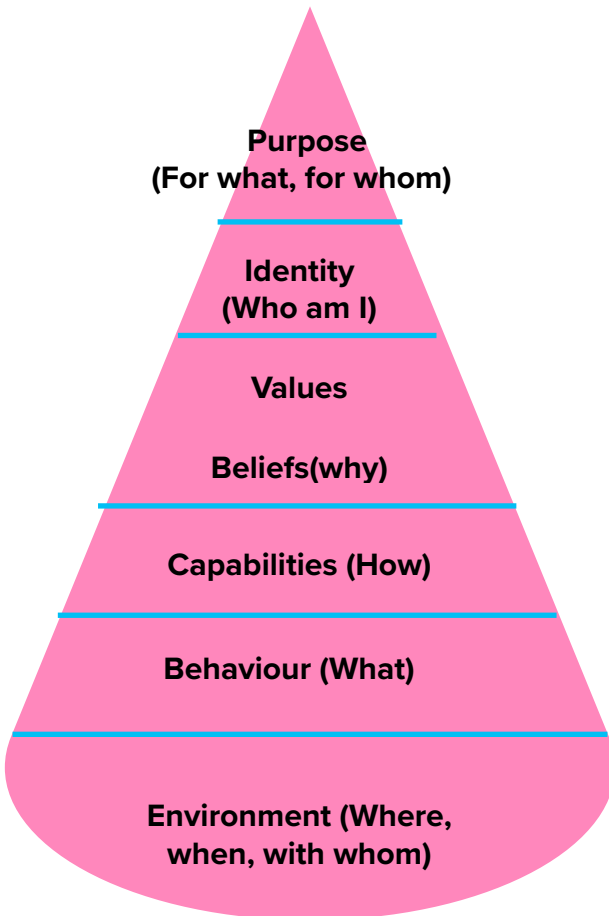 Purpose
(For what, for whom)
Identity
(Who am I)
Values
Beliefs(why)
Capabilities (How)
Behaviour (What)
Environment (Where,
when, with whom)